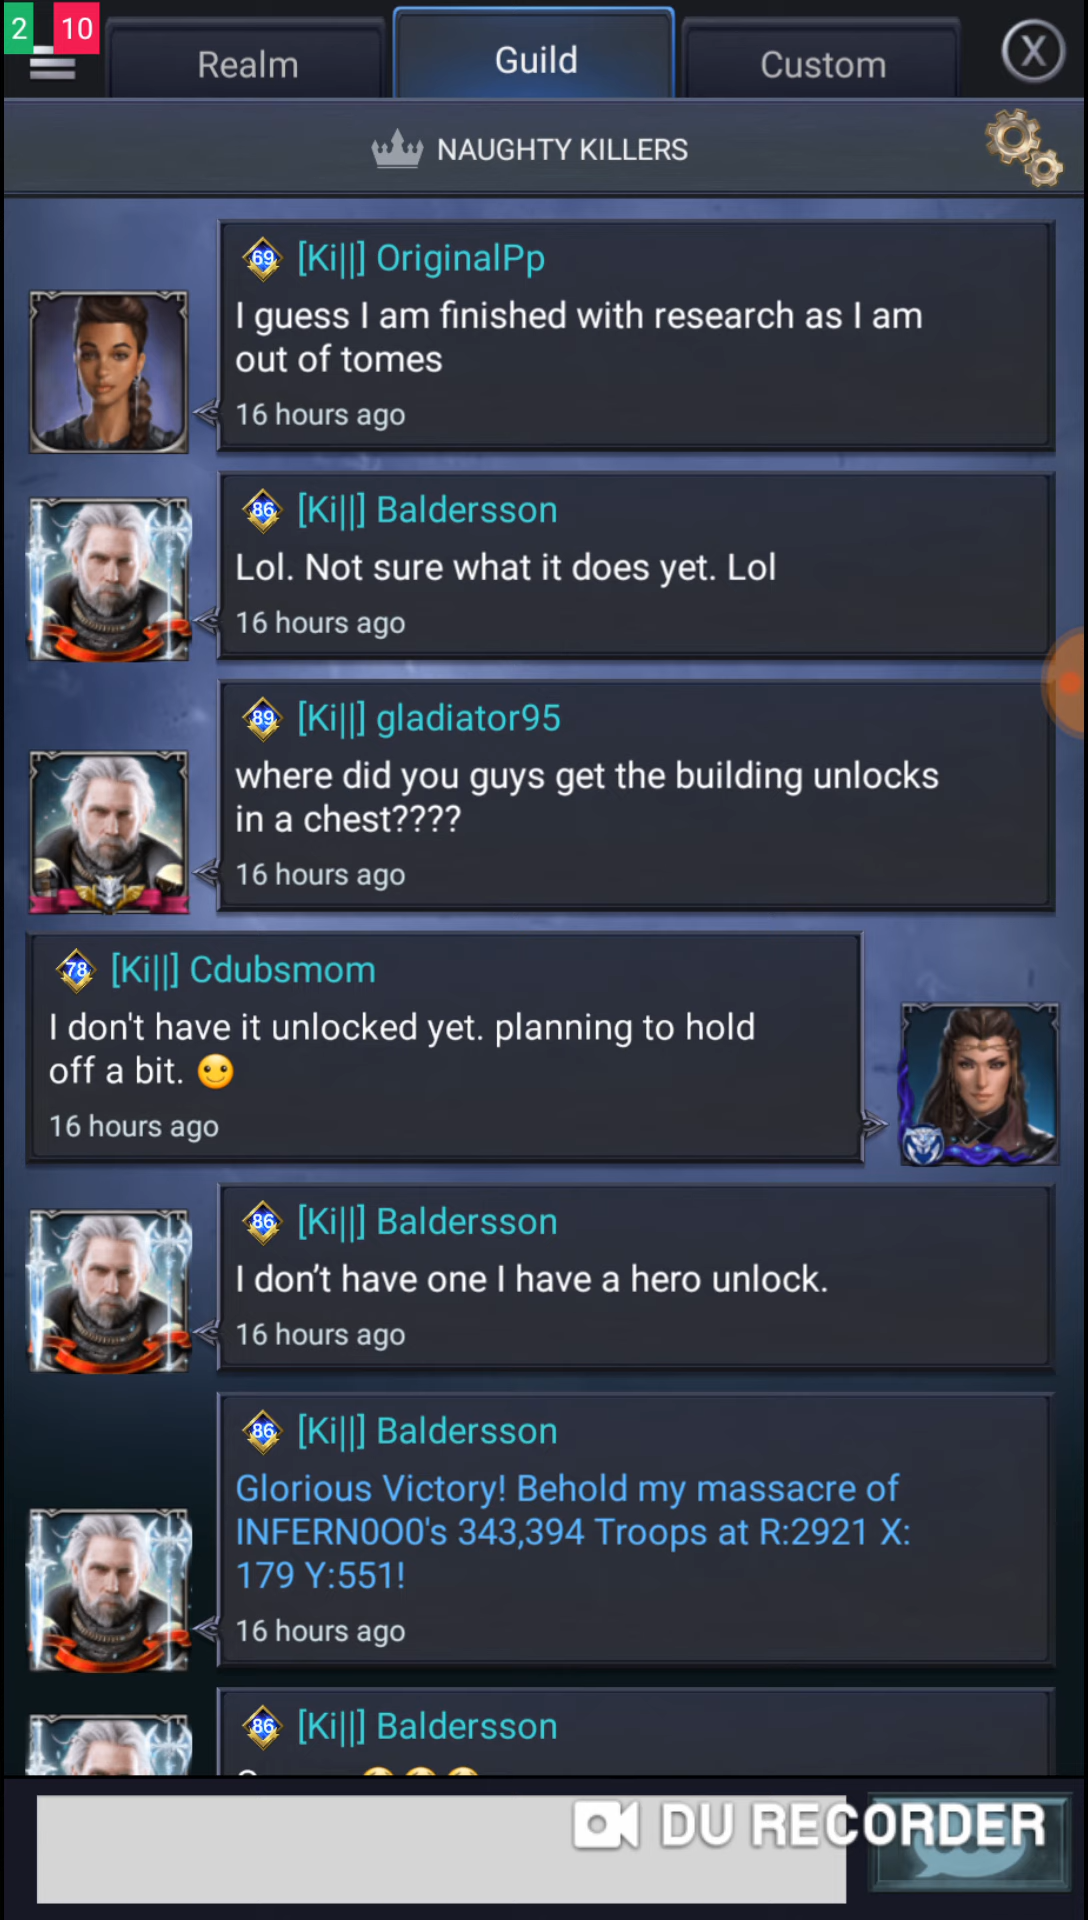 2 10
Realm Guild Custom X
NAUGHTY KILLERS
69 [Ki||] OriginalPp
I guess I am finished with research as I am
out of tomes
16 hours ago
86 [Ki||] Baldersson
Lol. Not sure what it does yet. Lol
16 hours ago
89 [Ki||] gladiator95
where did you guys get the building unlocks
in a chest????
16 hours ago
78 [Ki||] Cdubsmom
I don't have it unlocked yet. planning to hold
off a bit. 🙂
16 hours ago
86 [Ki||] Baldersson
I don’t have one I have a hero unlock.
16 hours ago
86 [Ki||] Baldersson
Glorious Victory! Behold my massacre of
INFERN0O0's 343,394 Troops at R:2921 X:
179 Y:551!
16 hours ago
86 [Ki||] Baldersson
DU RECORDER